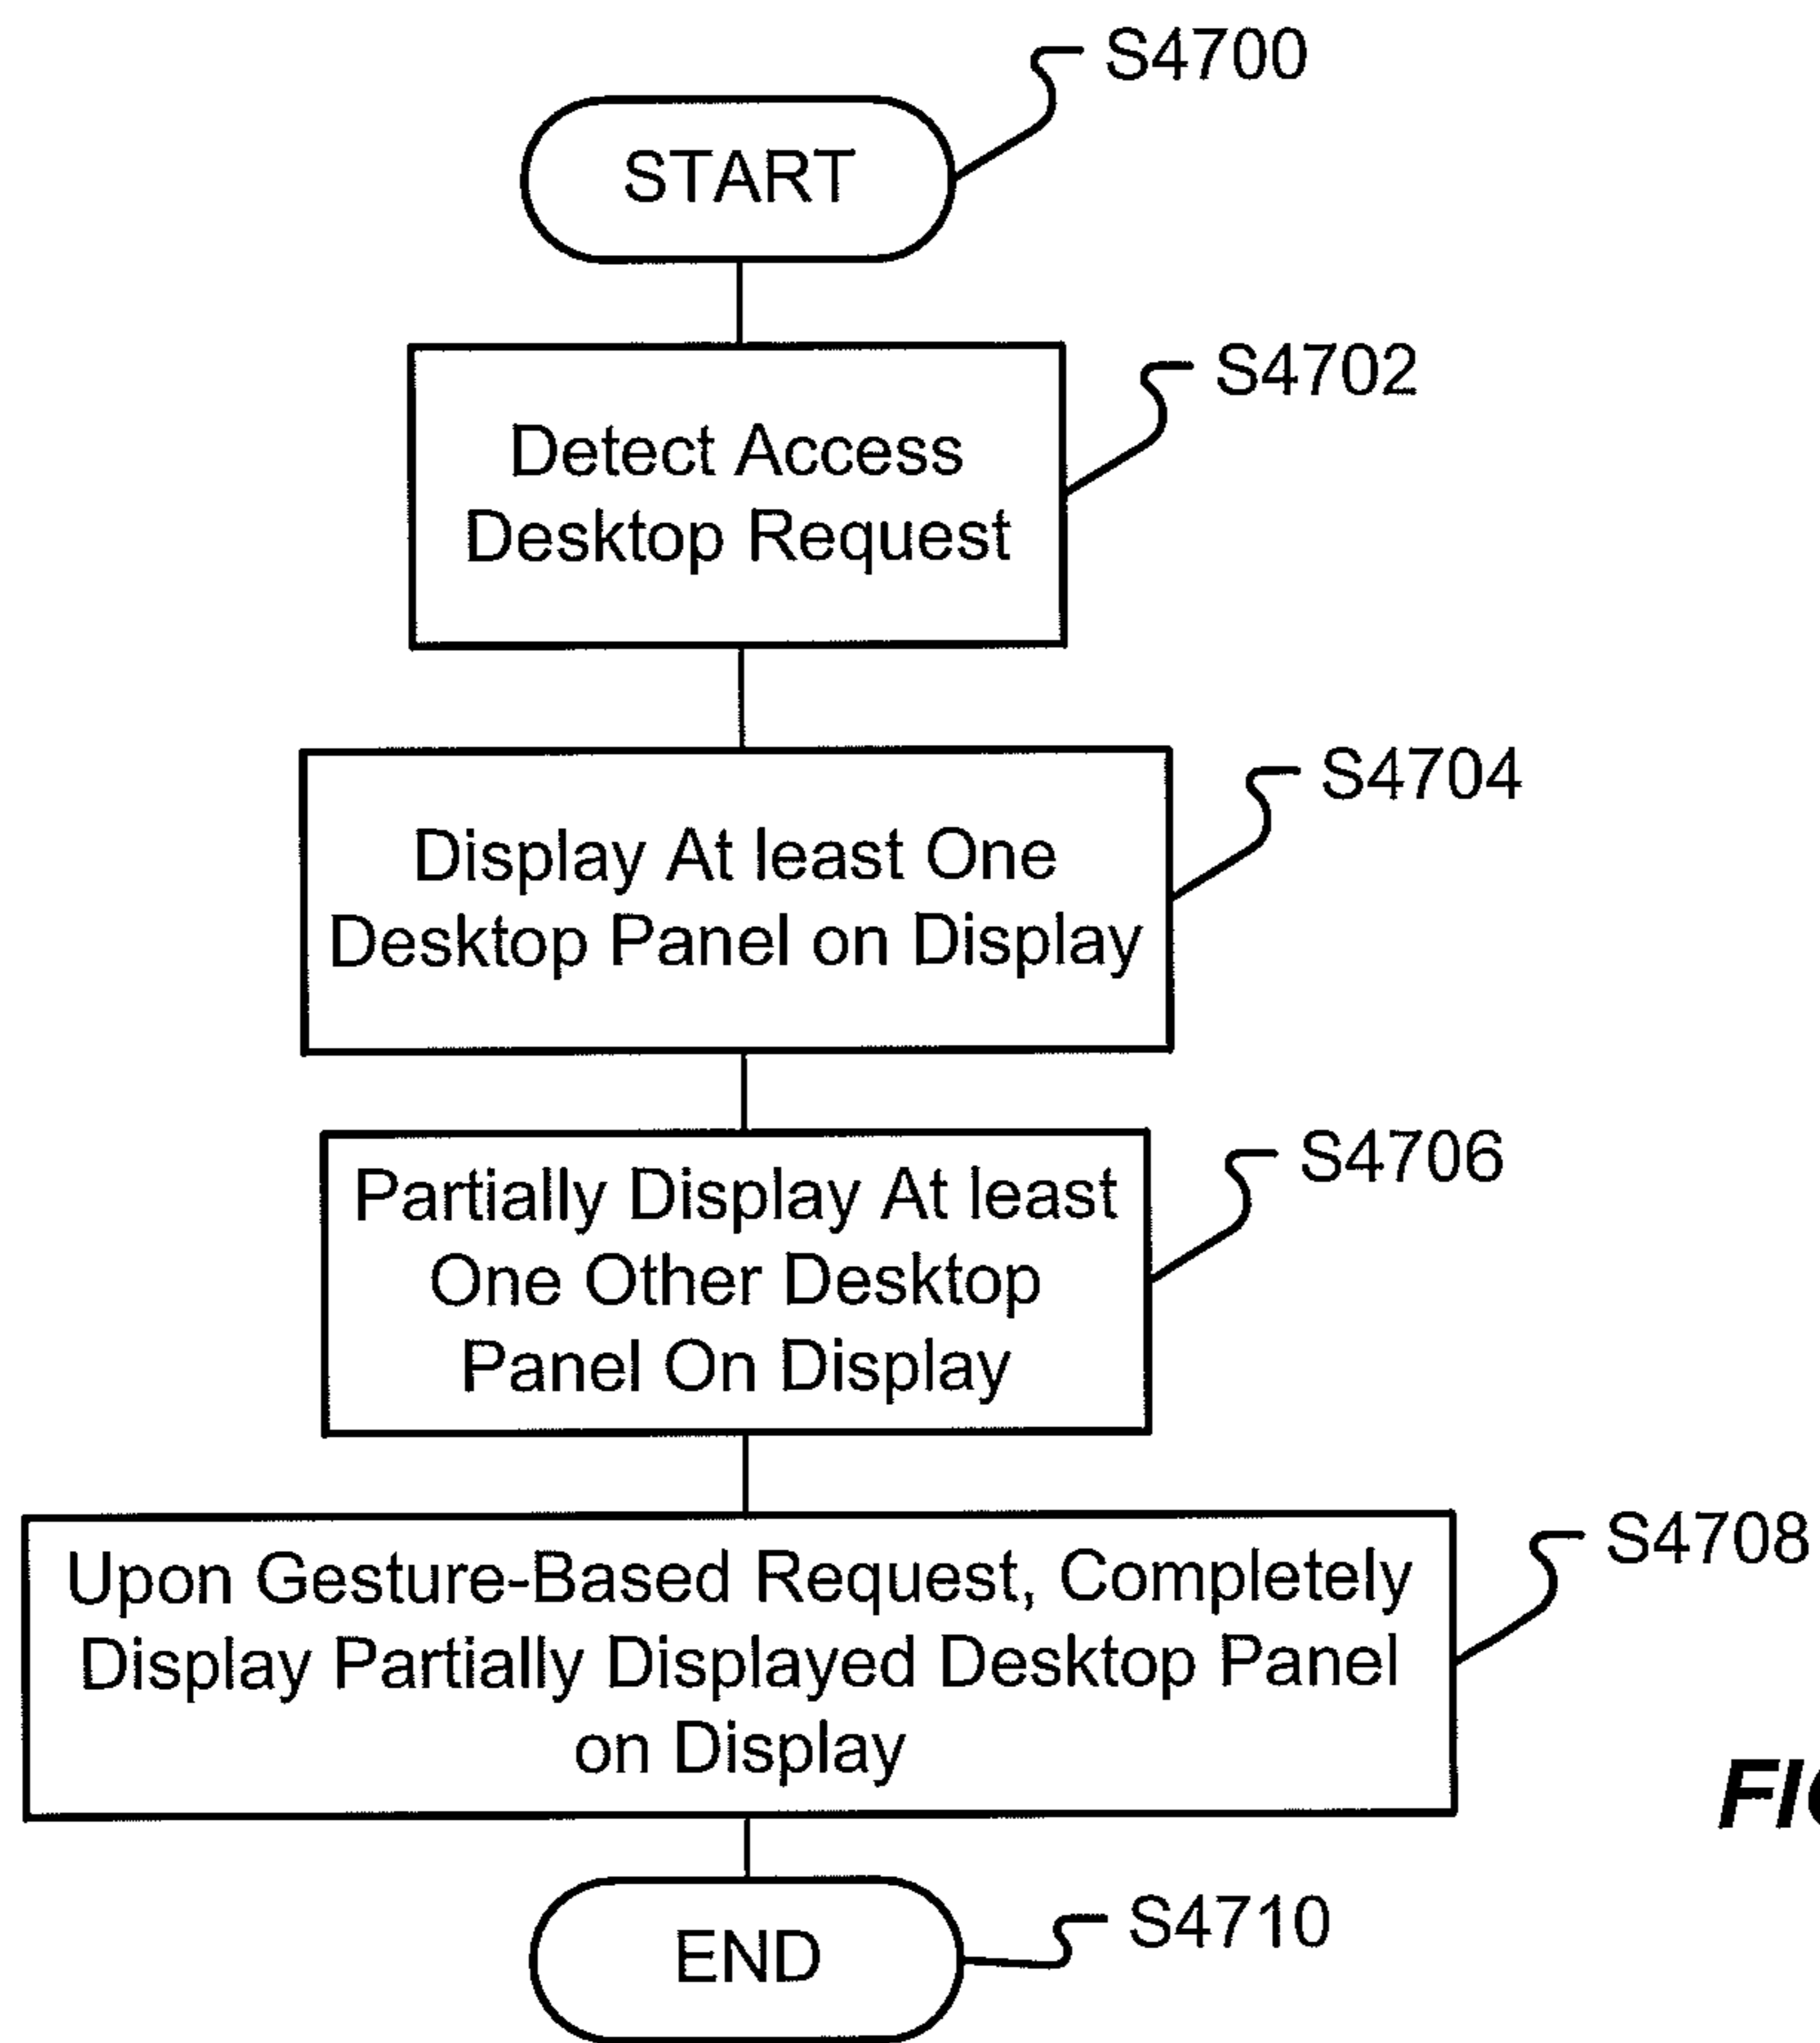 S4700
START
S4702
Detect Access
Desktop Request
S4704
Display At least One
Desktop Panel on Display
S4706
Partially Display At least
One Other Desktop
Panel On Display
S4708
Upon Gesture-Based Request, Completely
Display Partially Displayed Desktop Panel
on Display
S4710
END